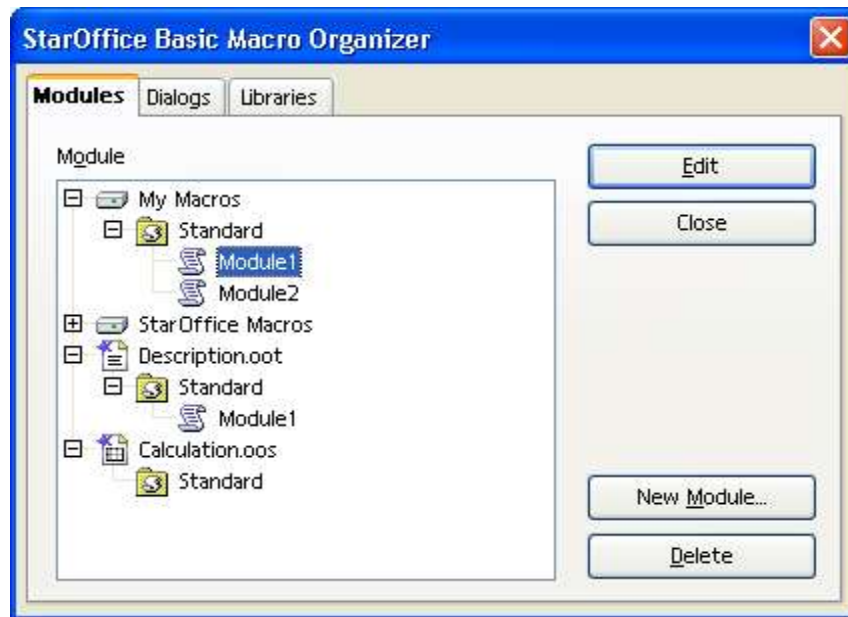 StarOffice Basic Macro Organizer
Modules Dialogs Libraries
Module
My Macros
Standard
Module1
Module2
StarOffice Macros
Description.oot
Standard
Module1
Calculation.oos
Standard
Edit
Close
New Module...
Delete